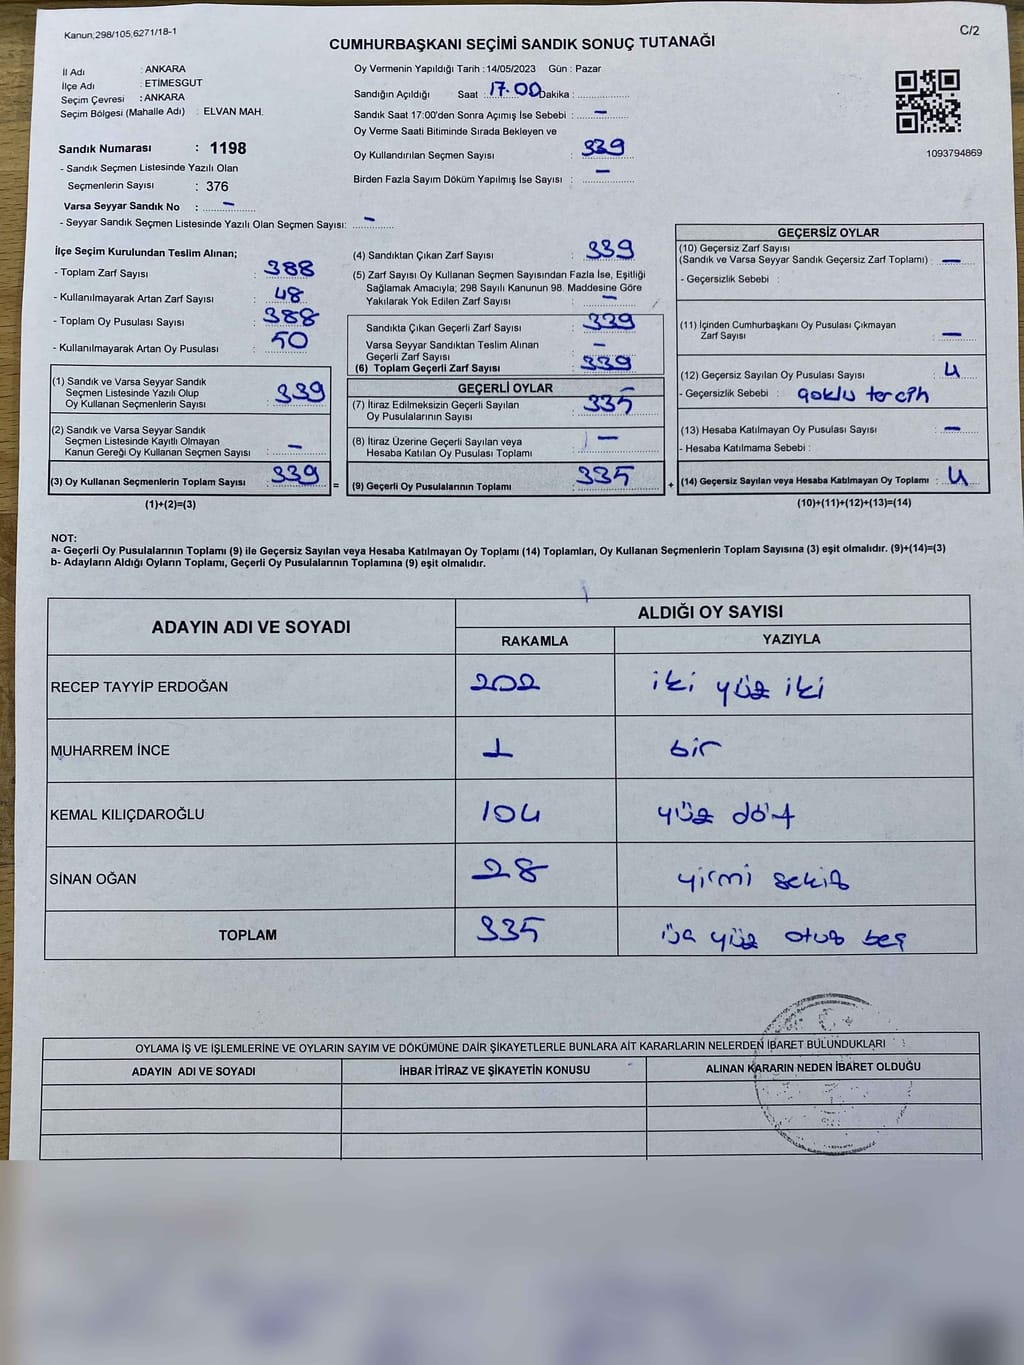 Kanun;298/105,6271/18-1
C/2
CUMHURBAŞKANI SEÇİMİ SANDIK SONUÇ TUTANAĞI
İl Adı : ANKARA
İlçe Adı : ETİMESGUT
Seçim Çevresi : ANKARA
Seçim Bölgesi (Mahalle Adı) : ELVAN MAH.
Sandık Numarası : 1198
- Sandık Seçmen Listesinde Yazılı Olan
Seçmenlerin Sayısı : 376
Varsa Seyyar Sandık No : -
- Seyyar Sandık Seçmen Listesinde Yazılı Olan Seçmen Sayısı: -
Oy Vermenin Yapıldığı Tarih :14/05/2023 Gün : Pazar
Sandığın Açıldığı Saat : 17.00 Dakika :
Sandık Saat 17:00'den Sonra Açımış İse Sebebi : -
Oy Verme Saati Bitiminde Sırada Bekleyen ve
Oy Kullandırılan Seçmen Sayısı : 339
Birden Fazla Sayım Döküm Yapılmış İse Sayısı : -
1093794869
İlçe Seçim Kurulundan Teslim Alınan;
- Toplam Zarf Sayısı : 388
- Kullanılmayarak Artan Zarf Sayısı : 48
- Toplam Oy Pusulası Sayısı : 388
- Kullanılmayarak Artan Oy Pusulası : 50
(1) Sandık ve Varsa Seyyar Sandık
Seçmen Listesinde Yazılı Olup
Oy Kullanan Seçmenlerin Sayısı : 339
(2) Sandık ve Varsa Seyyar Sandık
Seçmen Listesinde Kayıtlı Olmayan
Kanun Gereği Oy Kullanan Seçmen Sayısı : -
(3) Oy Kullanan Seçmenlerin Toplam Sayısı : 339
(1)+(2)=(3)
=
(4) Sandıktan Çıkan Zarf Sayısı : 339
(5) Zarf Sayısı Oy Kullanan Seçmen Sayısından Fazla İse, Eşitliği
Sağlamak Amacıyla; 298 Sayılı Kanunun 98. Maddesine Göre
Yakılarak Yok Edilen Zarf Sayısı : -
Sandıkta Çıkan Geçerli Zarf Sayısı : 339
Varsa Seyyar Sandıktan Teslim Alınan
Geçerli Zarf Sayısı : -
(6) Toplam Geçerli Zarf Sayısı : 339
GEÇERLİ OYLAR
(7) İtiraz Edilmeksizin Geçerli Sayılan
Oy Pusulalarının Sayısı : 335
(8) İtiraz Üzerine Geçerli Sayılan veya
Hesaba Katılan Oy Pusulası Toplamı : -
(9) Geçerli Oy Pusulalarının Toplamı : 335
+
GEÇERSİZ OYLAR
(10) Geçersiz Zarf Sayısı
(Sandık ve Varsa Seyyar Sandık Geçersiz Zarf Toplamı) : -
- Geçersizlik Sebebi :
(11) İçinden Cumhurbaşkanı Oy Pusulası Çıkmayan
Zarf Sayısı : -
(12) Geçersiz Sayılan Oy Pusulası Sayısı : 4
- Geçersizlik Sebebi : çoklu tercih
(13) Hesaba Katılmayan Oy Pusulası Sayısı : -
- Hesaba Katılmama Sebebi :
(14) Geçersiz Sayılan veya Hesaba Katılmayan Oy Toplamı : 4
(10)+(11)+(12)+(13)=(14)
NOT:
a- Geçerli Oy Pusulalarının Toplamı (9) ile Geçersiz Sayılan veya Hesaba Katılmayan Oy Toplamı (14) Toplamları, Oy Kullanan Seçmenlerin Toplam Sayısına (3) eşit olmalıdır. (9)+(14)=(3)
b- Adayların Aldığı Oyların Toplamı, Geçerli Oy Pusulalarının Toplamına (9) eşit olmalıdır.
ADAYIN ADI VE SOYADI ALDIĞI OY SAYISI
RAKAMLA YAZIYLA
RECEP TAYYİP ERDOĞAN 202 iki yüz iki
MUHARREM İNCE 1 bir
KEMAL KILIÇDAROĞLU 104 yüz dört
SİNAN OĞAN 28 yirmi sekiz
TOPLAM 335 üç yüz otuz beş
OYLAMA İŞ VE İŞLEMLERİNE VE OYLARIN SAYIM VE DÖKÜMÜNE DAİR ŞİKAYETLERLE BUNLARA AİT KARARLARIN NELERDEN İBARET BULUNDUKLARI
ADAYIN ADI VE SOYADI İHBAR İTİRAZ VE ŞİKAYETİN KONUSU ALINAN KARARIN NEDEN İBARET OLDUĞU